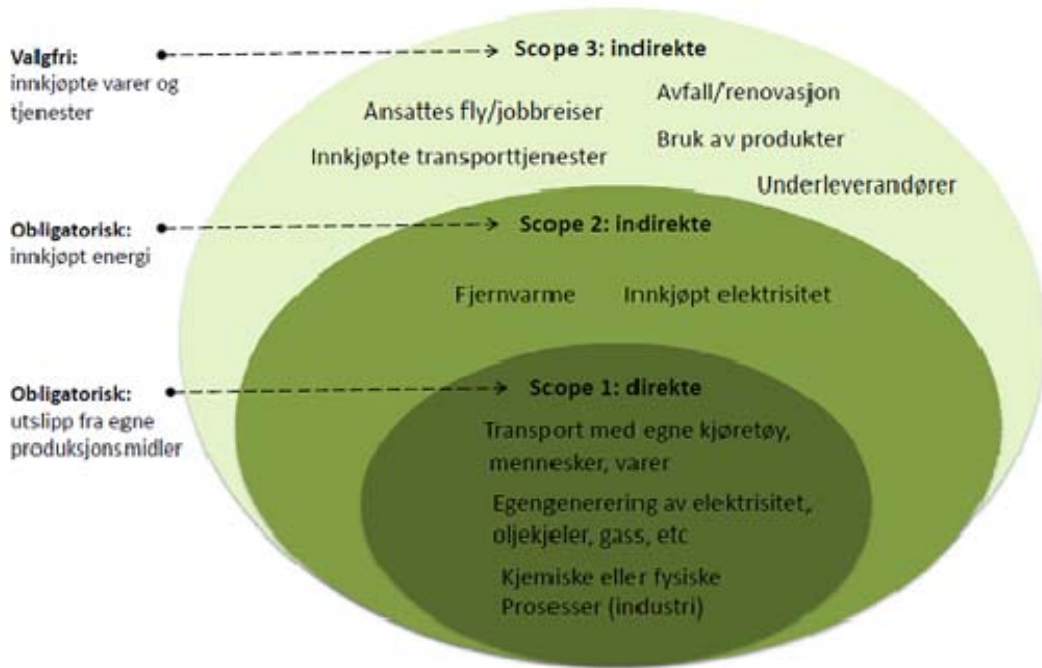 Valgfri:
innkjøpte varer og
tjenester
Scope 3: indirekte
Ansattes fly/jobbreiser
Avfall/renovasjon
Innkjøpte transporttjenester
Bruk av produkter
Underleverandører
Obligatorisk:
innkjøpt energi
Scope 2: indirekte
Fjernvarme
Innkjøpt elektrisitet
Obligatorisk:
utslipp fra egne
produksjonsmidler
Scope 1: direkte
Transport med egne kjøretøy,
mennesker, varer
Egengenerering av elektrisitet,
oljekjeler, gass, etc
Kjemiske eller fysiske
Prosesser (industri)